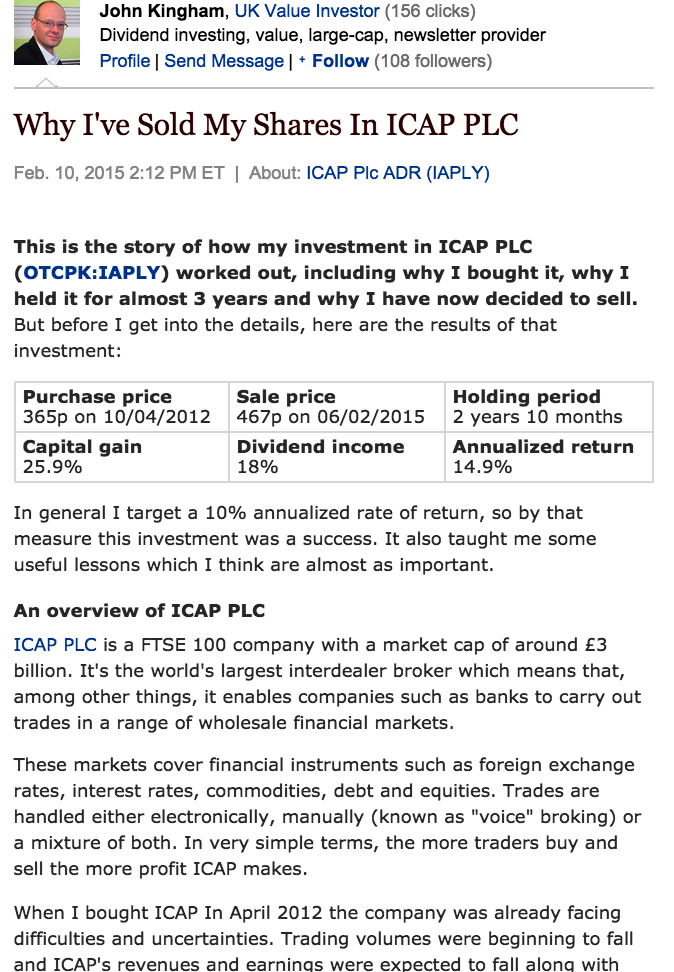 John Kingham, UK Value Investor (156 clicks)
Dividend investing, value, large-cap, newsletter provider
Profile | Send Message | + Follow (108 followers)
Why I've Sold My Shares In ICAP PLC
Feb. 10, 2015 2:12 PM ET | About: ICAP Plc ADR (IAPLY)
This is the story of how my investment in ICAP PLC
(OTCPK:IAPLY) worked out, including why I bought it, why I
held it for almost 3 years and why I have now decided to sell.
But before I get into the details, here are the results of that
investment:
Purchase price Sale price Holding period
365p on 10/04/2012 467p on 06/02/2015 2 years 10 months
Capital gain Dividend income Annualized return
25.9% 18% 14.9%
In general I target a 10% annualized rate of return, so by that
measure this investment was a success. It also taught me some
useful lessons which I think are almost as important.
An overview of ICAP PLC
ICAP PLC is a FTSE 100 company with a market cap of around £3
billion. It's the world's largest interdealer broker which means that,
among other things, it enables companies such as banks to carry out
trades in a range of wholesale financial markets.
These markets cover financial instruments such as foreign exchange
rates, interest rates, commodities, debt and equities. Trades are
handled either electronically, manually (known as "voice" broking) or
a mixture of both. In very simple terms, the more traders buy and
sell the more profit ICAP makes.
When I bought ICAP In April 2012 the company was already facing
difficulties and uncertainties. Trading volumes were beginning to fall
and ICAP's revenues and earnings were expected to fall along with